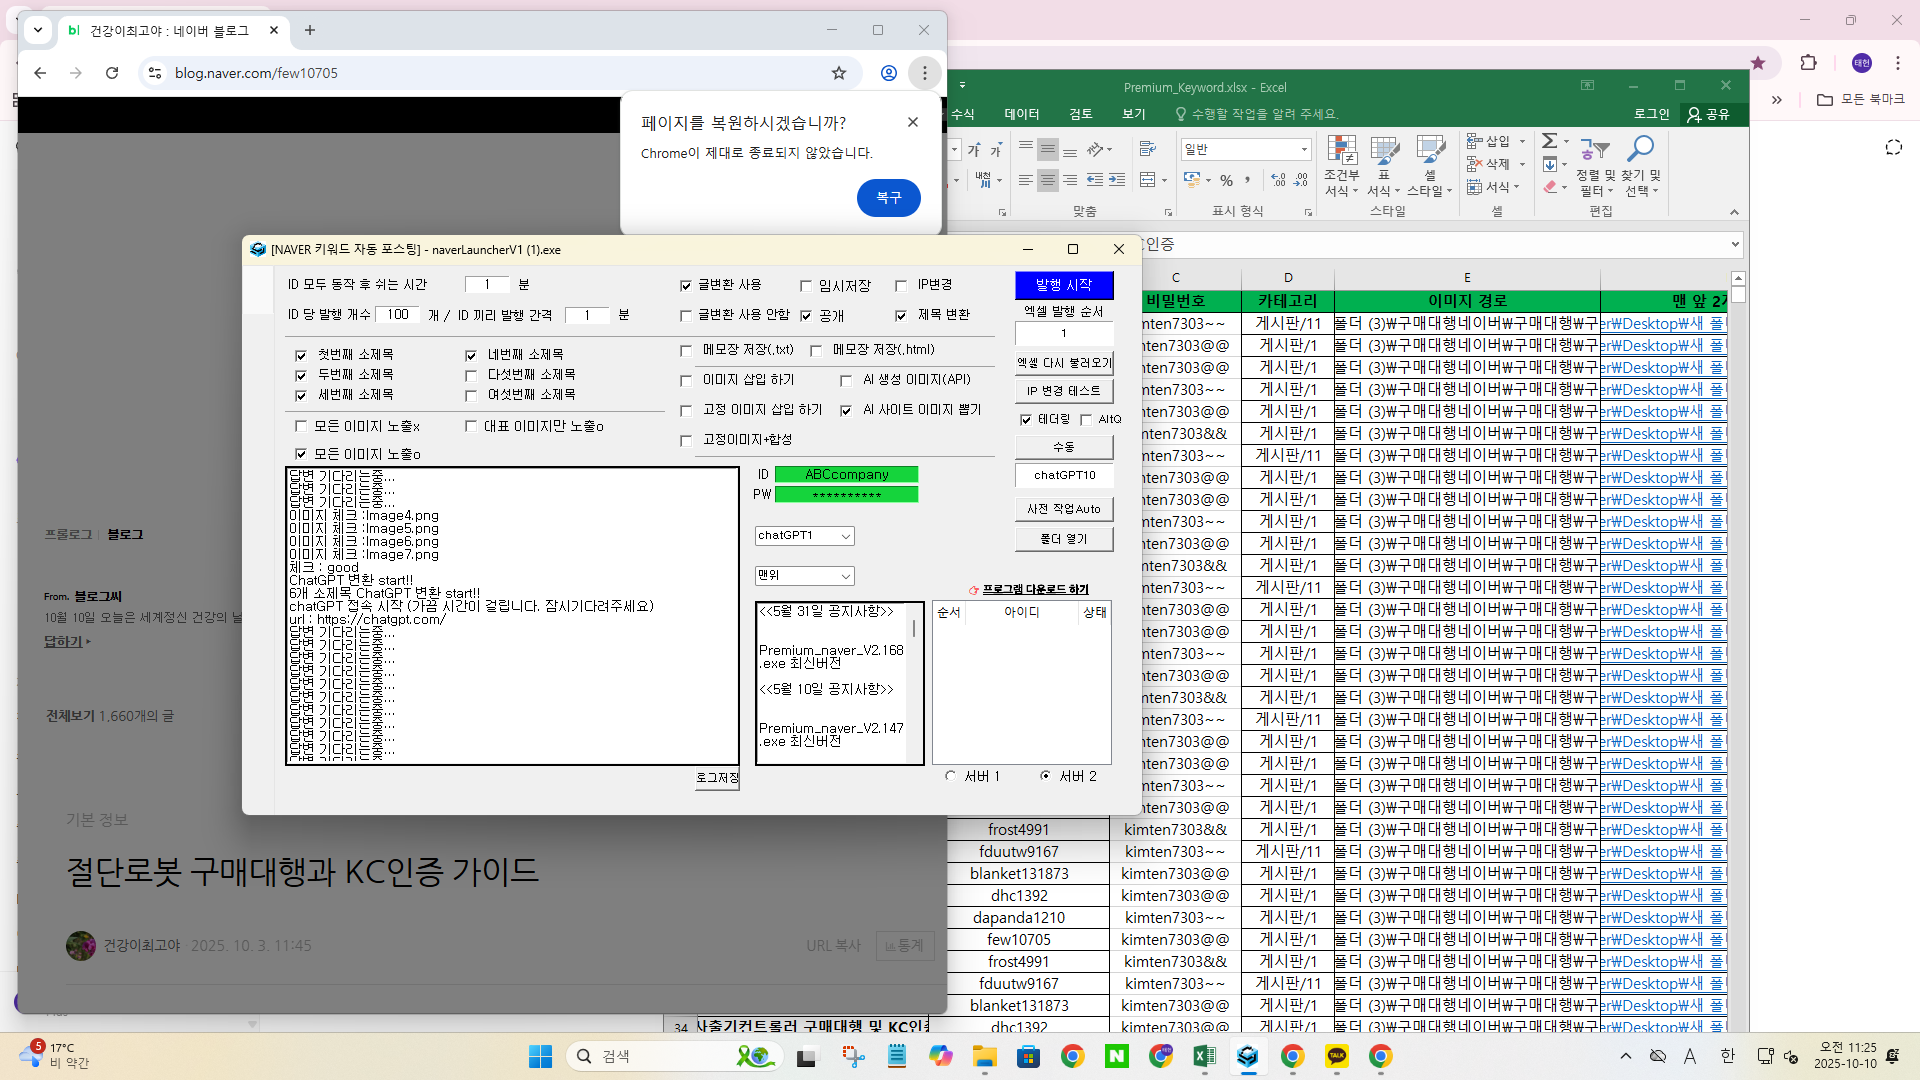 건강이최고야 : 네이버 블로그
blog.naver.com/few10705
페이지를 복원하시겠습니까?
Chrome이 제대로 종료되지 않았습니다.
복구
프롤로그 블로그
From. 블로그씨
10월 10일 오늘은 세계정신 건강의 날
답하기
전체보기 1,660개의 글
기본 정보
절단로봇 구매대행과 KC인증 가이드
건강이최고야 2025. 10. 3. 11:45
URL 복사 통계
모든 북마크
태헌
Premium_Keyword.xlsx - Excel
수식 데이터 검토 보기 수행할 작업을 알려 주세요.
로그인 공유
일반
조건부 서식 표 서식 셀 스타일
삽입
삭제
서식
정렬 및 필터 찾기 및 선택
맞춤 표시 형식 스타일 셀 편집
인증
C D E
비밀번호 카테고리 이미지 경로 맨 앞 2
[NAVER 키워드 자동 포스팅] - naverLauncherV1 (1).exe
ID 모두 동작 후 쉬는 시간 1 분
ID 당 발행 개수 100 개 / ID 끼리 발행 간격 1 분
글변환 사용 임시저장 IP변경
글변환 사용 안함 공개 제목 변환
첫번째 소제목 네번째 소제목
두번째 소제목 다섯번째 소제목
세번째 소제목 여섯번째 소제목
모든 이미지 노출x 대표 이미지만 노출o
모든 이미지 노출o
메모장 저장(.txt) 메모장 저장(.html)
이미지 삽입 하기 AI 생성 이미지(API)
고정 이미지 삽입 하기 AI 사이트 이미지 뽑기
고정이미지+합성
발행 시작
엑셀 발행 순서
1
엑셀 다시 불러오기
IP 변경 테스트
테더링 AltQ
수동
chatGPT10
사전 작업Auto
폴더 열기
답변 기다리는중...
답변 기다리는중...
답변 기다리는중...
이미지 체크 :Image4.png
이미지 체크 :Image5.png
이미지 체크 :Image6.png
이미지 체크 :Image7.png
체크 : good
ChatGPT 변환 start!!
6개 소제목 ChatGPT 변환 start!!
chatGPT 접속 시작 (가끔 시간이 걸립니다. 잠시기다려주세요)
url : https://chatgpt.com/
답변 기다리는중...
답변 기다리는중...
답변 기다리는중...
답변 기다리는중...
답변 기다리는중...
답변 기다리는중...
답변 기다리는중...
답변 기다리는중...
답변 기다리는중...
답변 기다리는중...
답변 기다리는중...
로그저장
ID ABCcompany
PW **********
chatGPT1
맨위
<<5월 31일 공지사항>>
Premium_naver_V2.168
.exe 최신버전
<<5월 10일 공지사항>>
Premium_naver_V2.147
.exe 최신버전
프로그램 다운로드 하기
순서 아이디 상태
서버 1 서버 2
frost4991 kimten7303&& 게시판/1 폴더 (3)₩구매대행네이버₩구매대행₩구 er₩Desktop₩새 폴
fduutw9167 kimten7303~~ 게시판/11 폴더 (3)₩구매대행네이버₩구매대행₩구 er₩Desktop₩새 폴
blanket131873 kimten7303@@ 게시판/1 폴더 (3)₩구매대행네이버₩구매대행₩구 er₩Desktop₩새 폴
dhc1392 kimten7303@@ 게시판/1 폴더 (3)₩구매대행네이버₩구매대행₩구 er₩Desktop₩새 폴
dapanda1210 kimten7303~~ 게시판/1 폴더 (3)₩구매대행네이버₩구매대행₩구 er₩Desktop₩새 폴
few10705 kimten7303@@ 게시판/1 폴더 (3)₩구매대행네이버₩구매대행₩구 er₩Desktop₩새 폴
frost4991 kimten7303&& 게시판/1 폴더 (3)₩구매대행네이버₩구매대행₩구 er₩Desktop₩새 폴
fduutw9167 kimten7303~~ 게시판/11 폴더 (3)₩구매대행네이버₩구매대행₩구 er₩Desktop₩새 폴
blanket131873 kimten7303@@ 게시판/1 폴더 (3)₩구매대행네이버₩구매대행₩구 er₩Desktop₩새 폴
34 사출기컨트롤러 구매대행 및 KC인증 dhc1392 kimten7303@@ 게시판/1 폴더 (3)₩구매대행네이버₩구매대행₩구 er₩Desktop₩새 폴
5 17°C
비 약간
검색
A 한
오전 11:25
2025-10-10